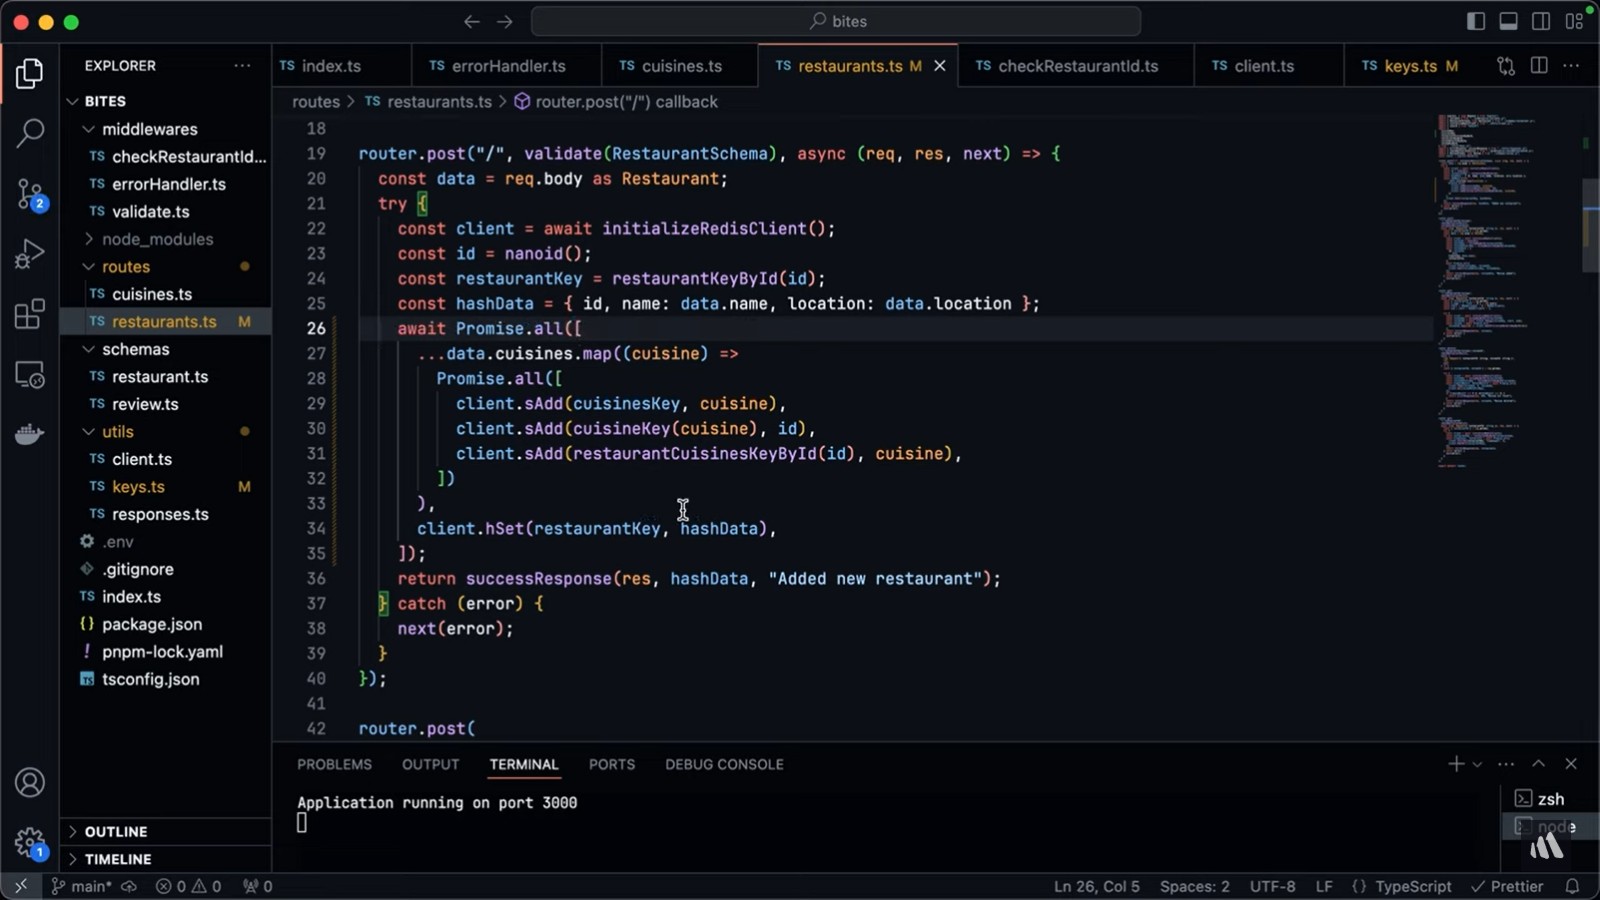 bites
EXPLORER
TS index.ts
TS errorHandler.ts
TS cuisines.ts
TS restaurants.ts M
TS checkRestaurantId.ts
TS client.ts
TS keys.ts M
routes > TS restaurants.ts > router.post("/") callback
BITES
middlewares
TS checkRestaurantId...
TS errorHandler.ts
TS validate.ts
node_modules
routes
TS cuisines.ts
TS restaurants.ts M
schemas
TS restaurant.ts
TS review.ts
utils
TS client.ts
TS keys.ts M
TS responses.ts
.env
.gitignore
TS index.ts
{} package.json
! pnpm-lock.yaml
TS tsconfig.json
OUTLINE
TIMELINE
2
1
18
19 router.post("/", validate(RestaurantSchema), async (req, res, next) => {
20 const data = req.body as Restaurant;
21 try {
22 const client = await initializeRedisClient();
23 const id = nanoid();
24 const restaurantKey = restaurantKeyById(id);
25 const hashData = { id, name: data.name, location: data.location };
26 await Promise.all([
27 ...data.cuisines.map((cuisine) =>
28 Promise.all([
29 client.sAdd(cuisinesKey, cuisine),
30 client.sAdd(cuisineKey(cuisine), id),
31 client.sAdd(restaurantCuisinesKeyById(id), cuisine),
32 ])
33 ),
34 client.hSet(restaurantKey, hashData),
35 ]);
36 return successResponse(res, hashData, "Added new restaurant");
37 } catch (error) {
38 next(error);
39 }
40 });
41
42 router.post(
PROBLEMS OUTPUT TERMINAL PORTS DEBUG CONSOLE
Application running on port 3000
zsh
node
main* 0 0 0 Ln 26, Col 5 Spaces: 2 UTF-8 LF {} TypeScript Prettier